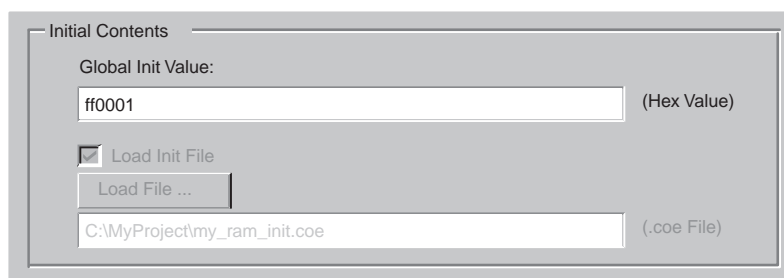 Initial Contents
Global Init Value:
ff0001 (Hex Value)
Load Init File
Load File ...
C:\MyProject\my_ram_init.coe (.coe File)